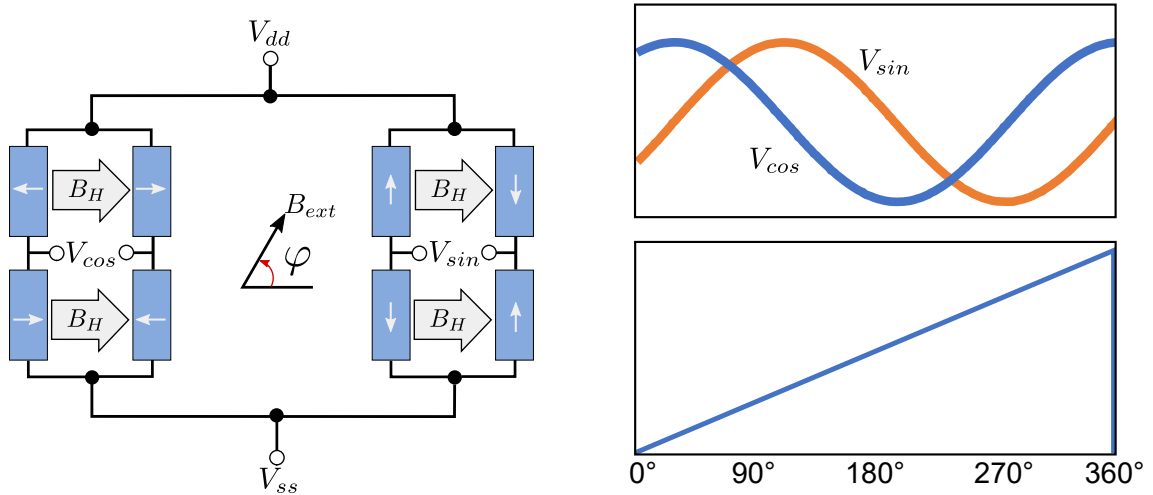 V_dd
B_H
B_H
B_ext
φ
V_cos
V_sin
B_H
B_H
V_ss
V_sin
V_cos
0° 90° 180° 270° 360°